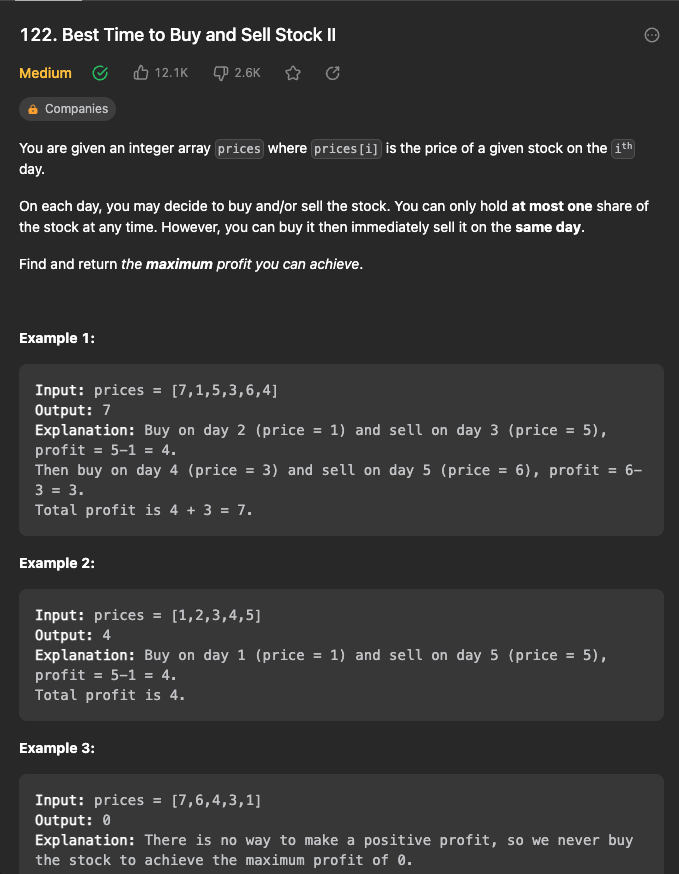 122. Best Time to Buy and Sell Stock II
Medium 12.1K 2.6K
Companies
You are given an integer array prices where prices[i] is the price of a given stock on the ith
day.
On each day, you may decide to buy and/or sell the stock. You can only hold at most one share of
the stock at any time. However, you can buy it then immediately sell it on the same day.
Find and return the maximum profit you can achieve.
Example 1:
Input: prices = [7,1,5,3,6,4]
Output: 7
Explanation: Buy on day 2 (price = 1) and sell on day 3 (price = 5),
profit = 5-1 = 4.
Then buy on day 4 (price = 3) and sell on day 5 (price = 6), profit = 6-
3 = 3.
Total profit is 4 + 3 = 7.
Example 2:
Input: prices = [1,2,3,4,5]
Output: 4
Explanation: Buy on day 1 (price = 1) and sell on day 5 (price = 5),
profit = 5-1 = 4.
Total profit is 4.
Example 3:
Input: prices = [7,6,4,3,1]
Output: 0
Explanation: There is no way to make a positive profit, so we never buy
the stock to achieve the maximum profit of 0.